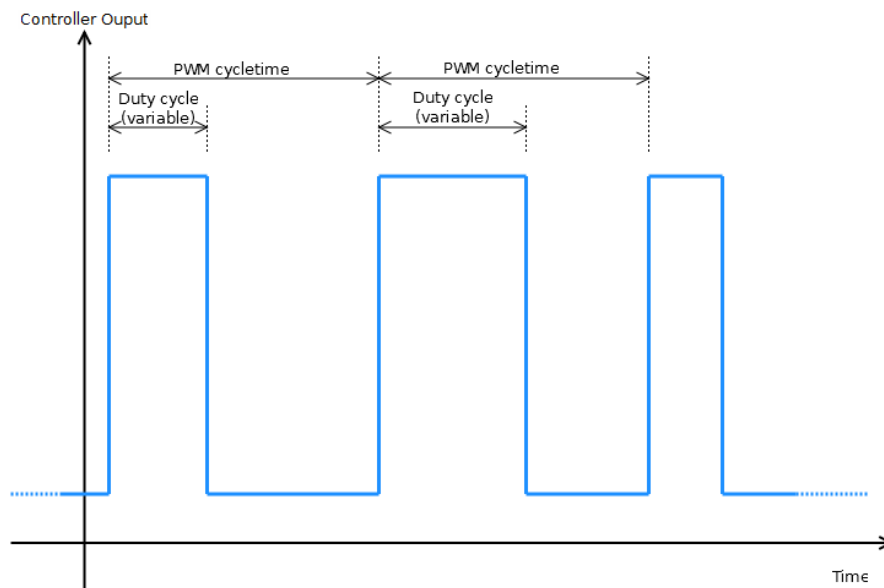 Controller Ouput
PWM cycletime
PWM cycletime
Duty cycle
(variable)
Duty cycle
(variable)
Time